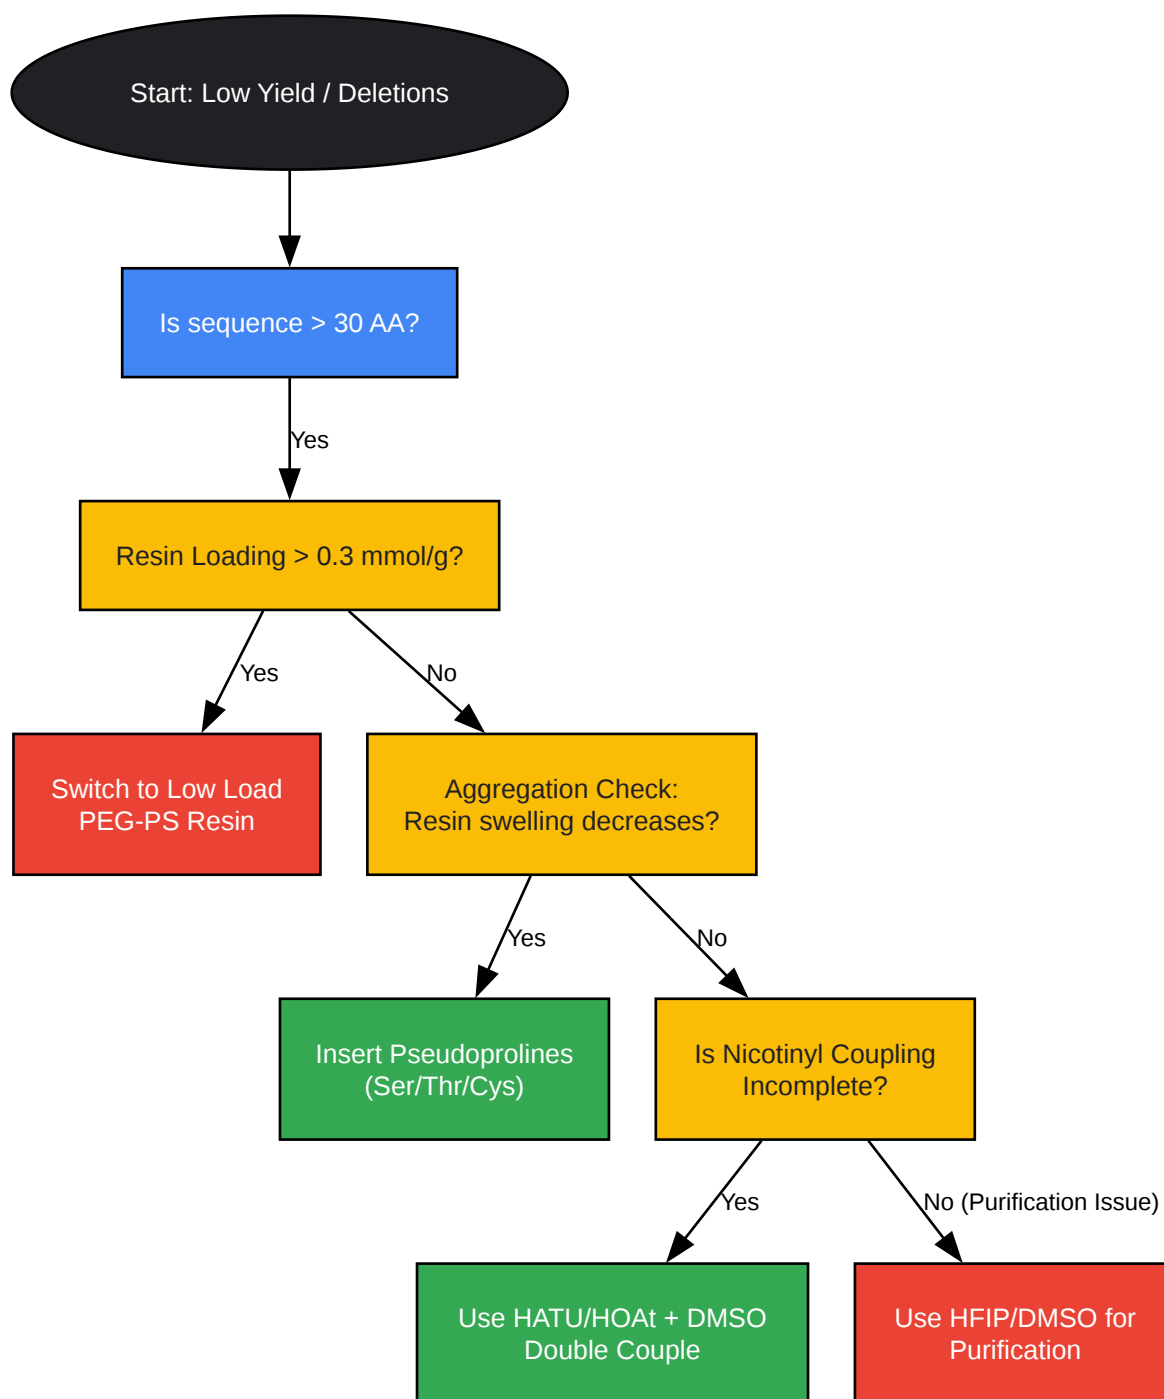 Start: Low Yield / Deletions
Is sequence > 30 AA?
Yes
Resin Loading > 0.3 mmol/g?
Yes
No
Switch to Low Load
PEG-PS Resin
Aggregation Check:
Resin swelling decreases?
Yes
No
Insert Pseudoprolines
(Ser/Thr/Cys)
Is Nicotinyl Coupling
Incomplete?
Yes
No (Purification Issue)
Use HATU/HOAt + DMSO
Double Couple
Use HFIP/DMSO for
Purification